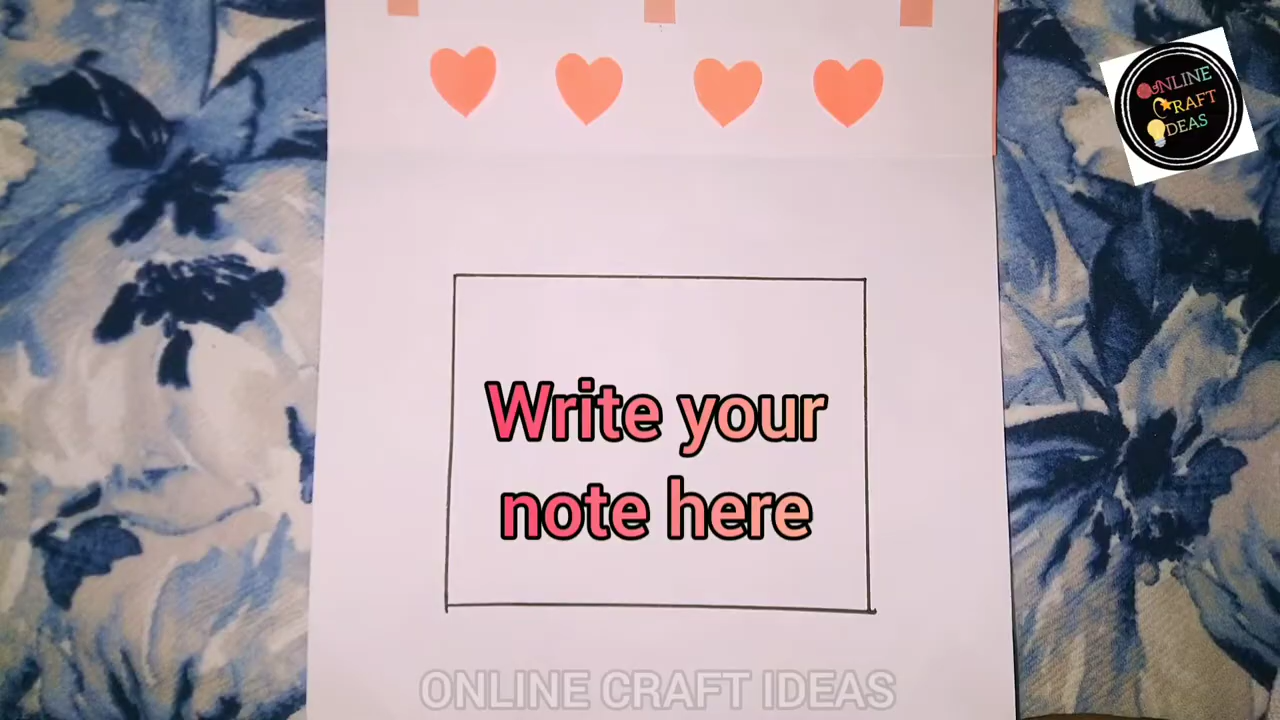 ONLINE
CRAFT
IDEAS
Write your
note here
ONLINE CRAFT IDEAS